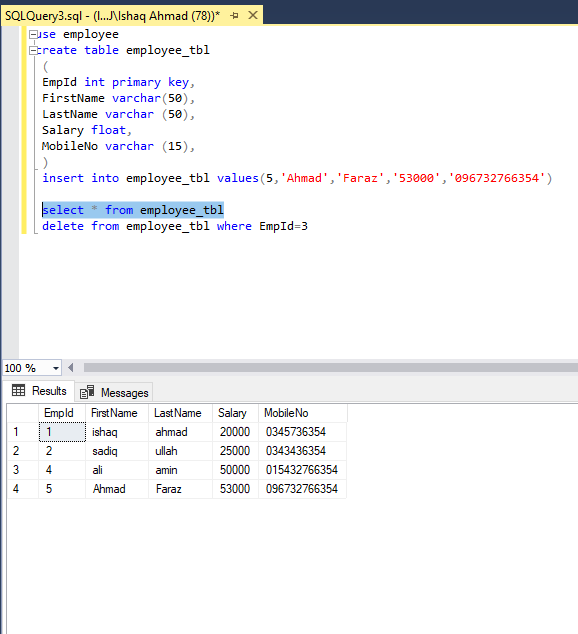 SQLQuery3.sql - (l...J\Ishaq Ahmad (78))*
use employee
create table employee_tbl
(
EmpId int primary key,
FirstName varchar(50),
LastName varchar (50),
Salary float,
MobileNo varchar (15),
)
insert into employee_tbl values(5,'Ahmad','Faraz','53000','096732766354')
select * from employee_tbl
delete from employee_tbl where EmpId=3
100 %
Results Messages
EmpId FirstName LastName Salary MobileNo
1 1 ishaq ahmad 20000 0345736354
2 2 sadiq ullah 25000 0343436354
3 4 ali amin 50000 015432766354
4 5 Ahmad Faraz 53000 096732766354